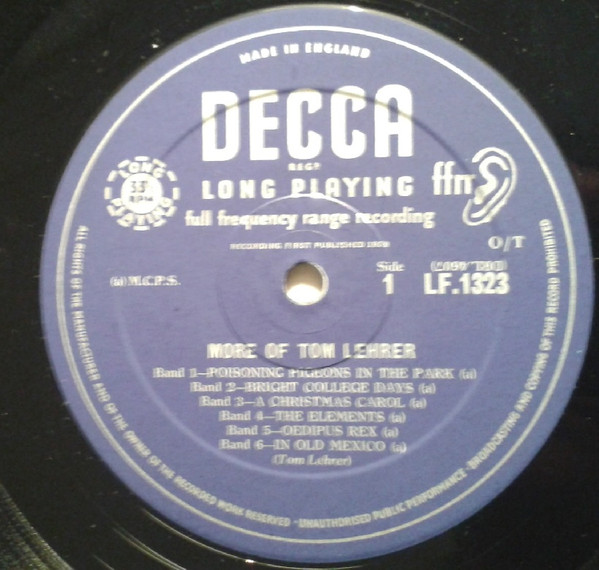 MADE IN ENGLAND
DECCA
REGD
LONG PLAYING
LONG 33⅓ RPM PLAYING
ffrr
full frequency range recording
O/T
RECORDING FIRST PUBLISHED 1959
(a) M.C.P.S.
Side
1
LF.1323
MORE OF TOM LEHRER
Band 1—POISONING PIGEONS IN THE PARK (a)
Band 2—BRIGHT COLLEGE DAYS (a)
Band 3—A CHRISTMAS CAROL (a)
Band 4—THE ELEMENTS (a)
Band 5—OEDIPUS REX (a)
Band 6—IN OLD MEXICO (a)
(Tom Lehrer)
ALL RIGHTS OF THE MANUFACTURER AND OF THE OWNER OF THE RECORDED WORK RESERVED · UNAUTHORISED PUBLIC PERFORMANCE · BROADCASTING AND COPYING OF THIS RECORD PROHIBITED